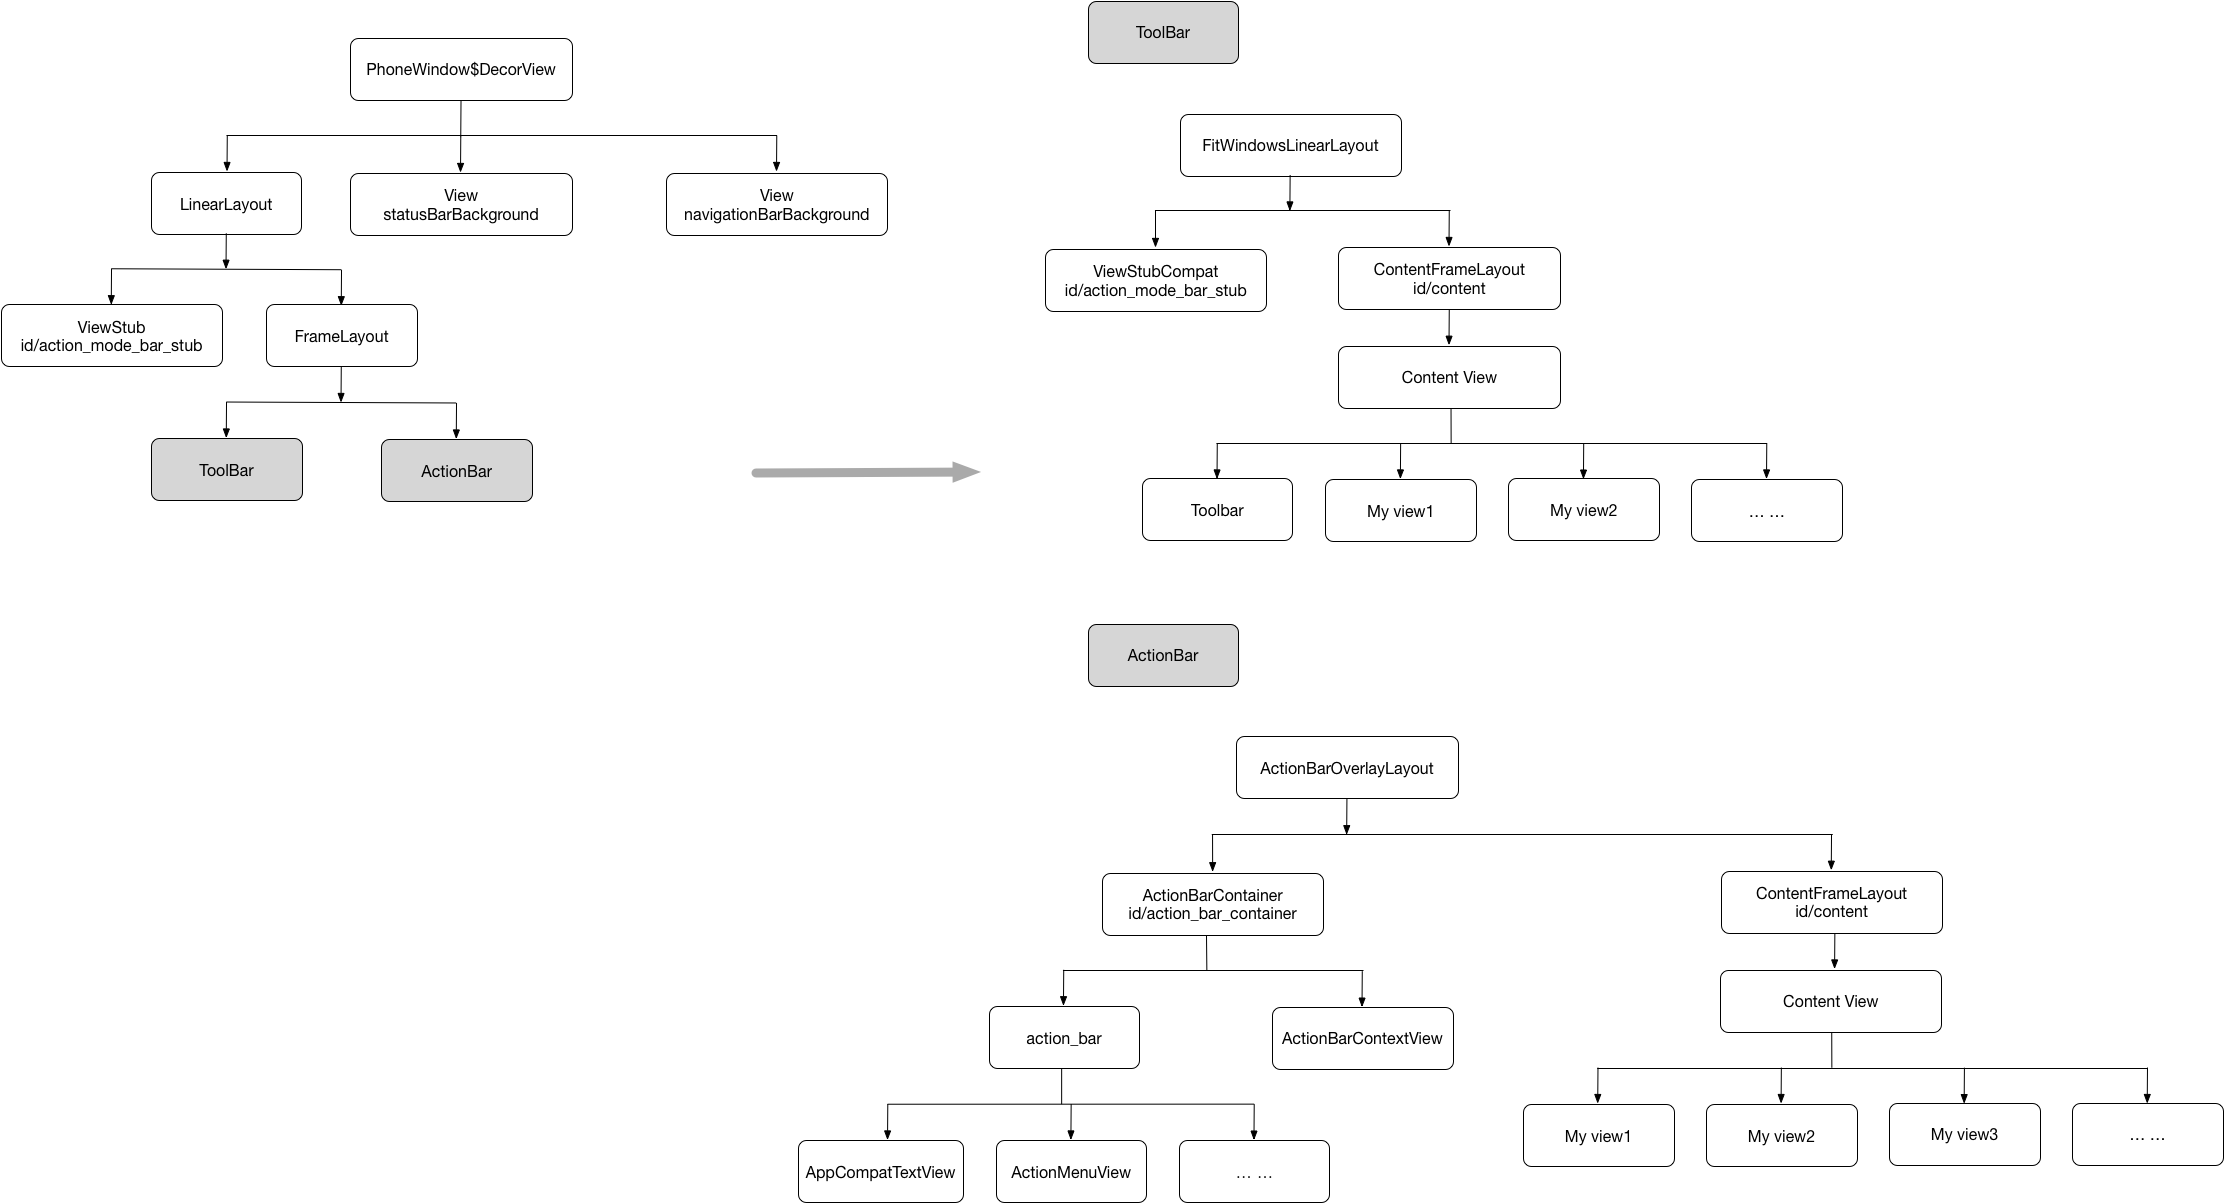 PhoneWindow$DecorView
LinearLayout
View
statusBarBackground
View
navigationBarBackground
ViewStub
id/action_mode_bar_stub
FrameLayout
ToolBar
ActionBar
ToolBar
FitWindowsLinearLayout
ViewStubCompat
id/action_mode_bar_stub
ContentFrameLayout
id/content
Content View
Toolbar
My view1
My view2
... ...
ActionBar
ActionBarOverlayLayout
ActionBarContainer
id/action_bar_container
ContentFrameLayout
id/content
action_bar
ActionBarContextView
Content View
AppCompatTextView
ActionMenuView
... ...
My view1
My view2
My view3
... ...